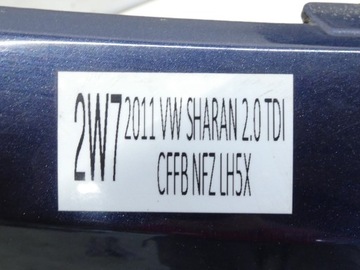 2W7 2011 VW SHARAN 2.0 TDI
CFFB NFZ LH5X